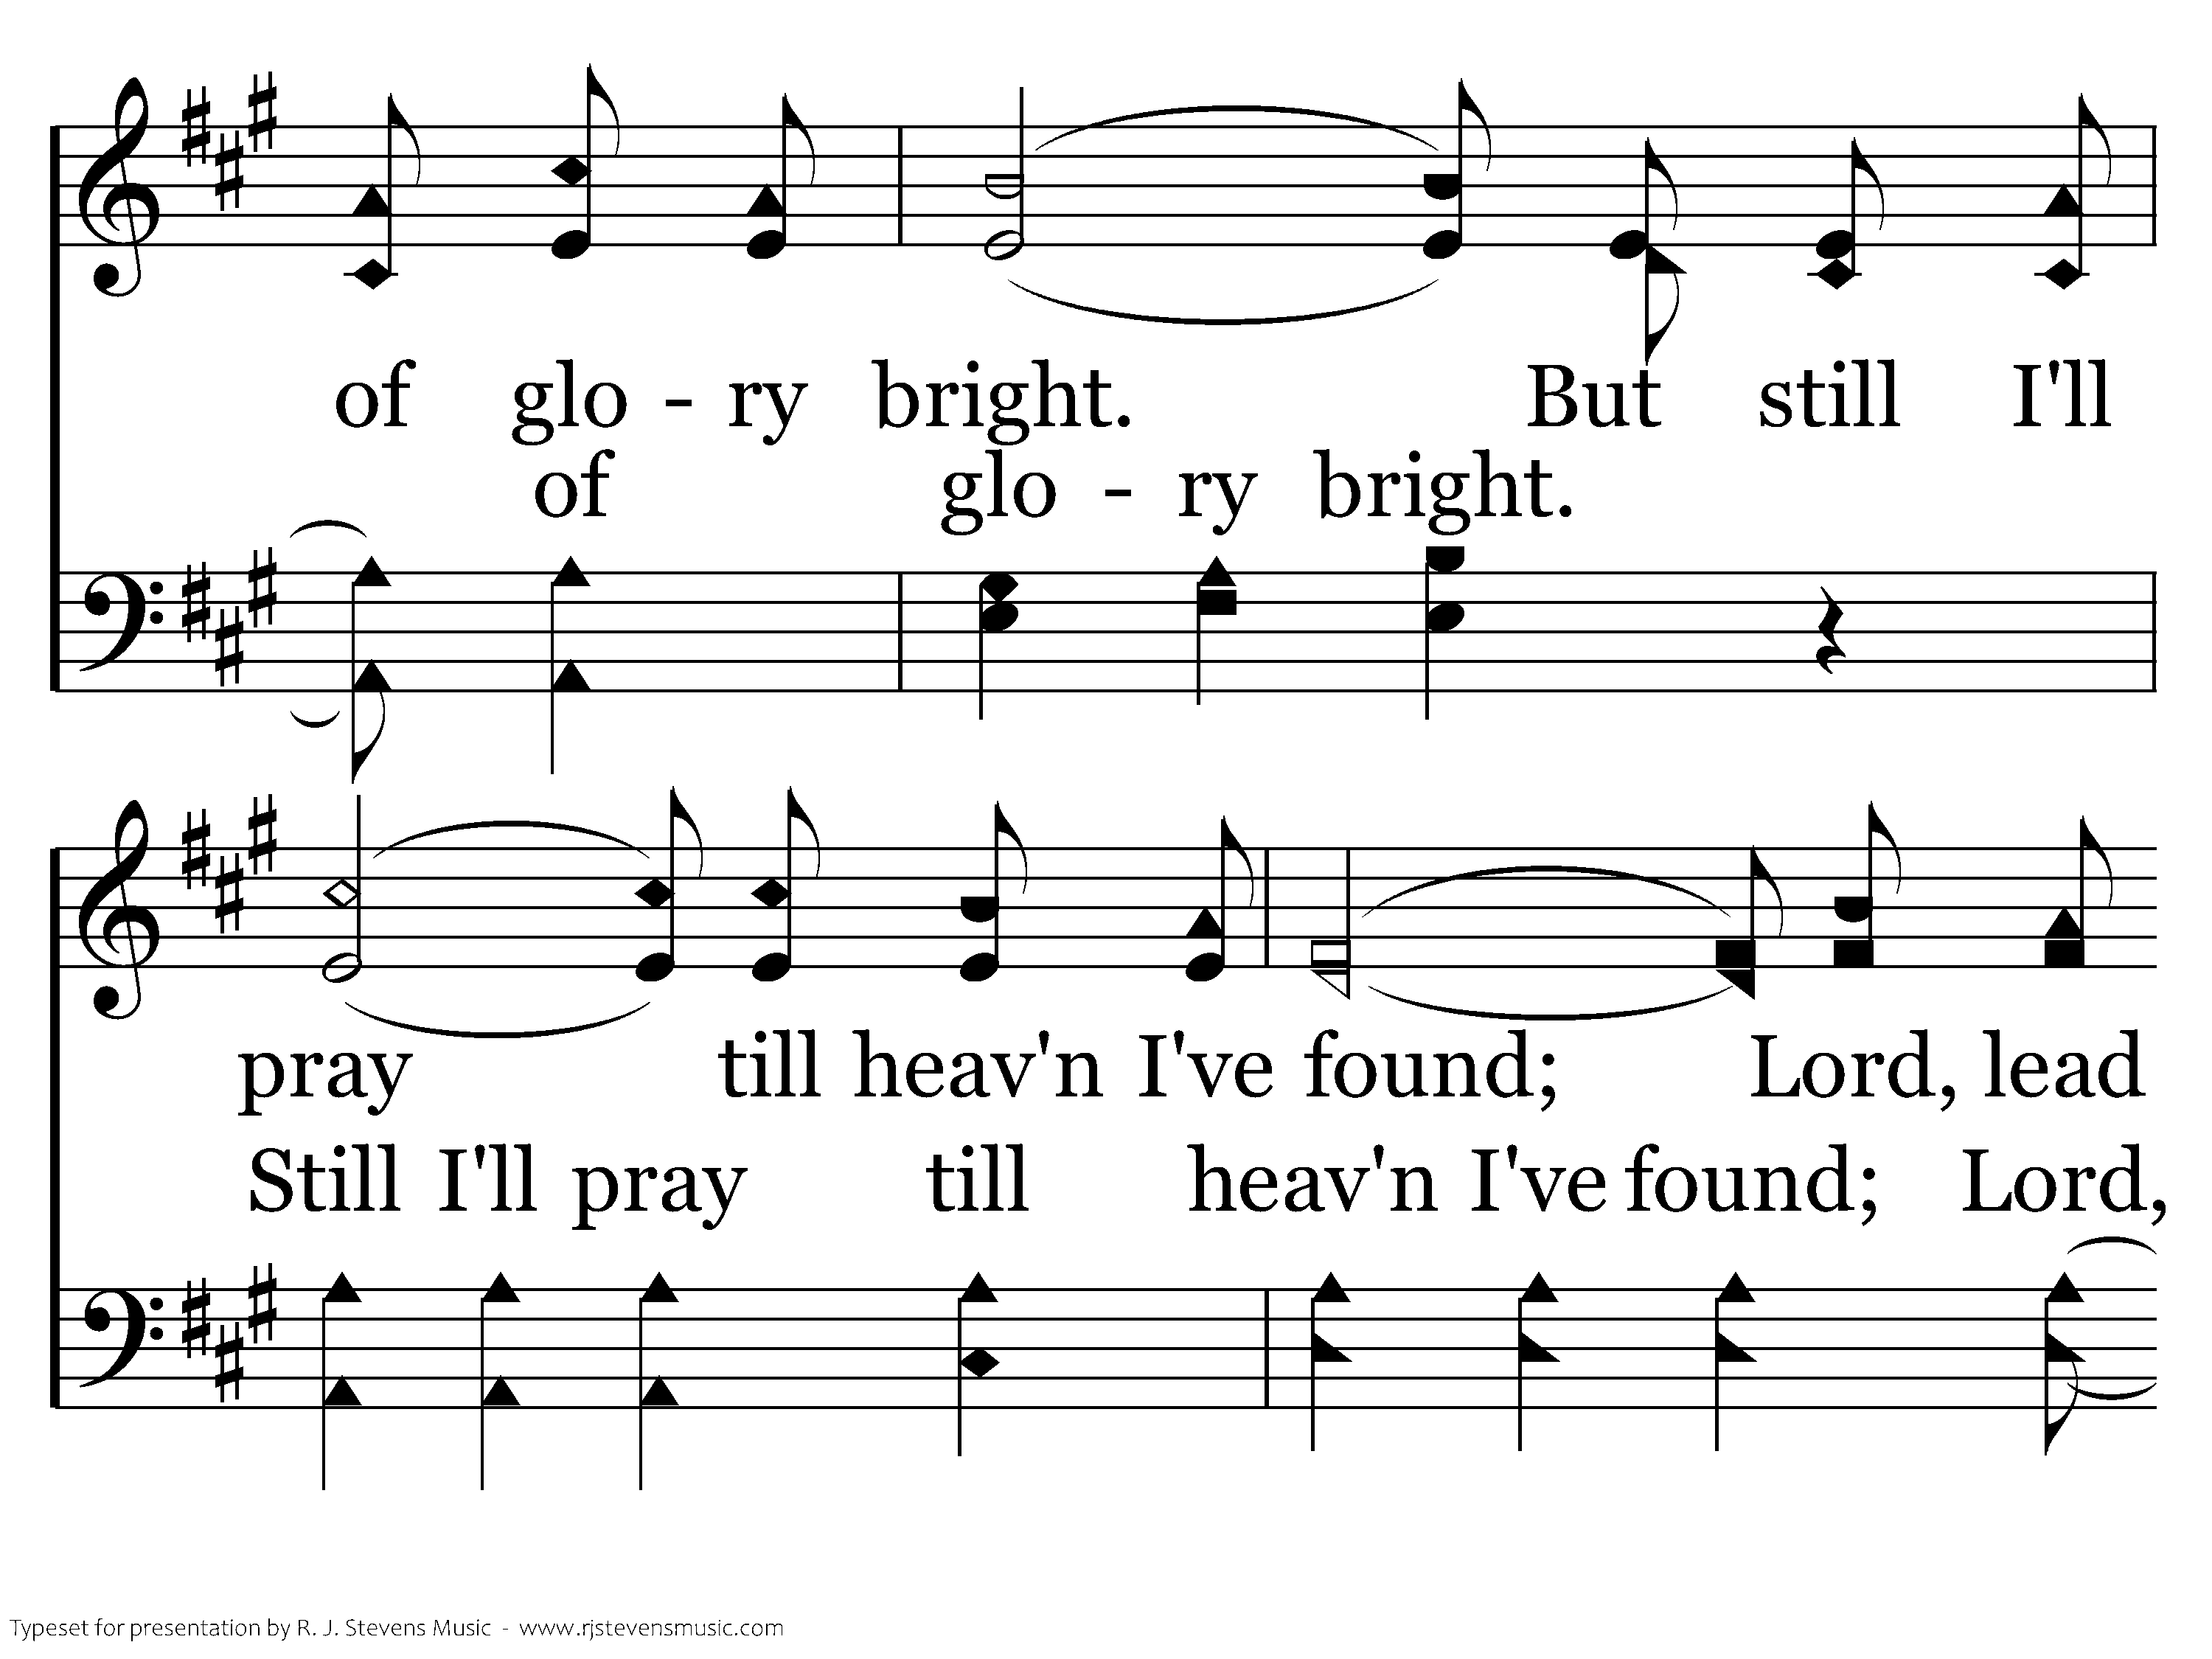 of glo - ry bright. But still I'll
of glo - ry bright.
pray till heav'n I've found; Lord, lead
Still I'll pray till heav'n I've found; Lord,
Typeset for presentation by R. J. Stevens Music - www.rjstevensmusic.com